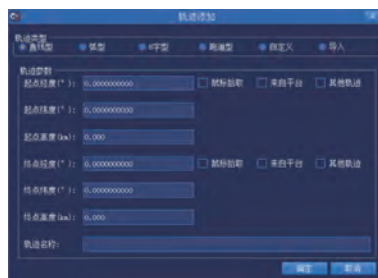 轨迹添加
轨迹类型
直线型 弧型 8字型 跑道型 自定义 导入
轨迹参数
起点经度(°): 0.0000000000 鼠标拾取 来自平台 其他轨迹
起点纬度(°): 0.0000000000
起点高度(km): 0.000
终点经度(°): 0.0000000000 鼠标拾取 来自平台 其他轨迹
终点纬度(°): 0.0000000000
终点高度(km): 0.000
轨迹名称:
确定 取消